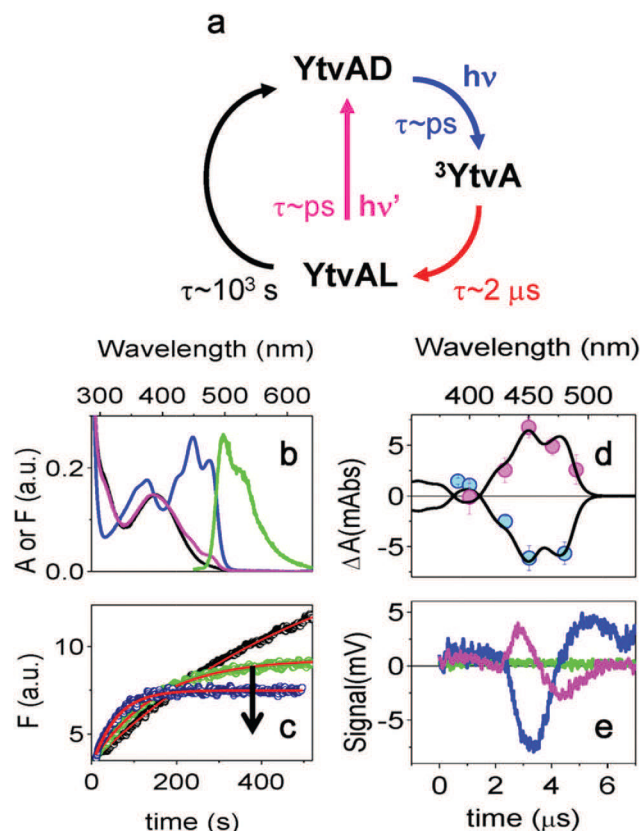 a
YtvAD
hν
τ~ps
³YtvA
τ~ps hν'
YtvAL
τ~10³ s
τ~2 μs
Wavelength (nm)
300 400 500 600
A or F (a.u.)
0.2
0.0
b
F (a.u.)
10
5
c
0 200 400
time (s)
Wavelength (nm)
400 450 500
ΔA(mAbs)
5
0
-5
d
Signal(mV)
5
0
-5
e
0 2 4 6
time (μs)